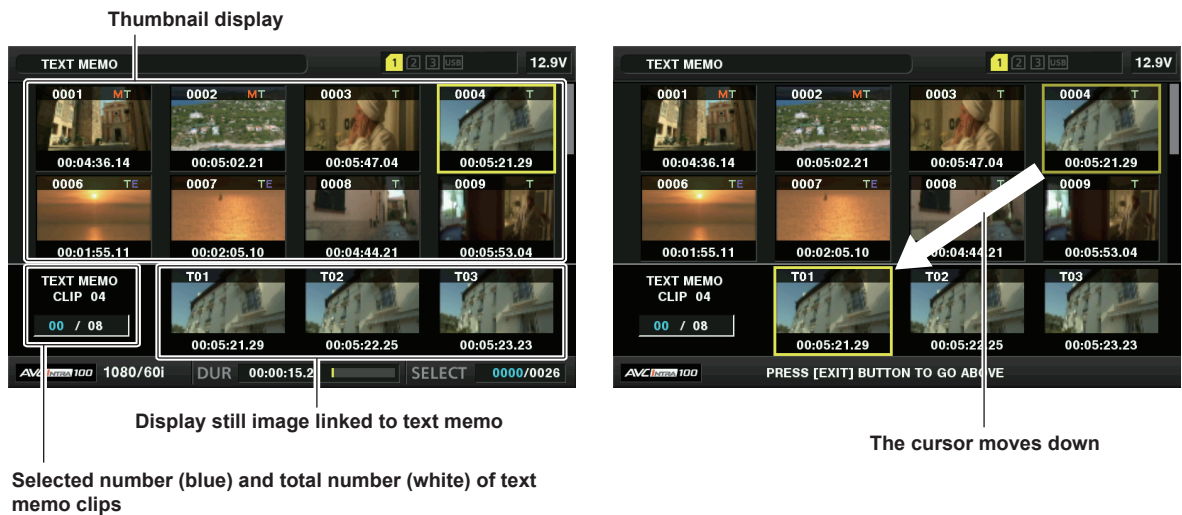 Thumbnail display
TEXT MEMO 1 2 3 USB 12.9V
0001 MT 0002 MT 0003 T 0004 T
00:04:36.14 00:05:02.21 00:05:47.04 00:05:21.29
0006 TE 0007 TE 0008 T 0009 T
00:01:55.11 00:02:05.10 00:04:44.21 00:05:53.04
TEXT MEMO
CLIP 04
00 / 08
T01 T02 T03
00:05:21.29 00:05:22.25 00:05:23.23
AVC INTRA 100 1080/60i DUR 00:00:15.2 SELECT 0000/0026
Display still image linked to text memo
Selected number (blue) and total number (white) of text
memo clips
TEXT MEMO 1 2 3 USB 12.9V
0001 MT 0002 MT 0003 T 0004 T
00:04:36.14 00:05:02.21 00:05:47.04 00:05:21.29
0006 TE 0007 TE 0008 T 0009 T
00:01:55.11 00:02:05.10 00:04:44.21 00:05:53.04
TEXT MEMO
CLIP 04
00 / 08
T01 T02 T03
00:05:21.29 00:05:22.25 00:05:23.23
AVC INTRA 100 PRESS [EXIT] BUTTON TO GO ABOVE
The cursor moves down